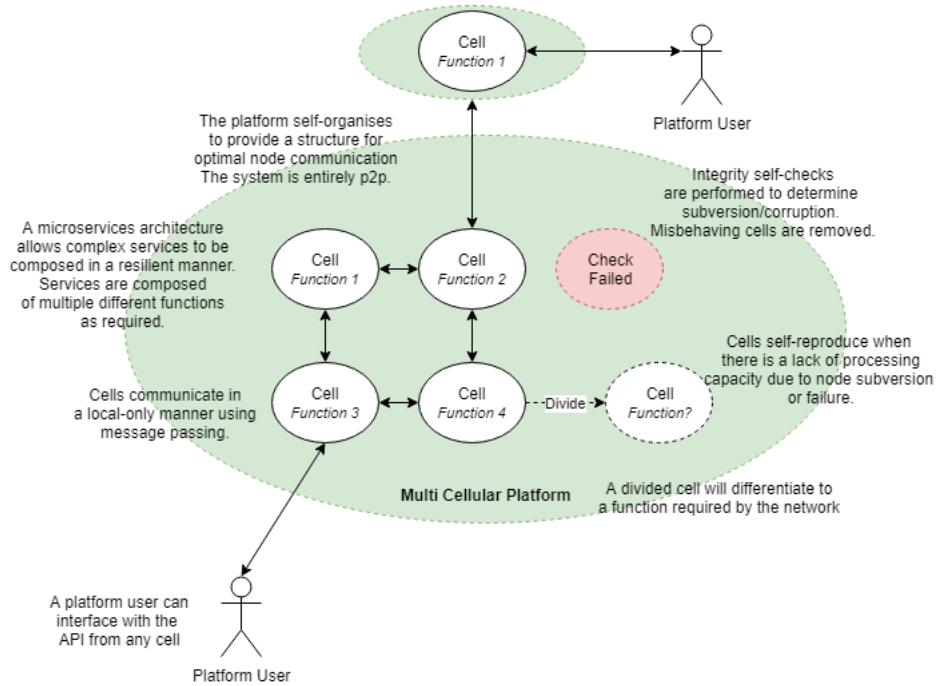 Cell
Function 1
Platform User
The platform self-organises
to provide a structure for
optimal node communication
The system is entirely p2p.
Integrity self-checks
are performed to determine
subversion/corruption.
Misbehaving cells are removed.
A microservices architecture
allows complex services to be
composed in a resilient manner.
Services are composed
of multiple different functions
as required.
Cell
Function 1
Cell
Function 2
Check
Failed
Cells self-reproduce when
there is a lack of processing
capacity due to node subversion
or failure.
Cells communicate in
a local-only manner using
message passing.
Cell
Function 3
Cell
Function 4
Divide
Cell
Function?
Multi Cellular Platform
A divided cell will differentiate to
a function required by the network
A platform user can
interface with the
API from any cell
Platform User